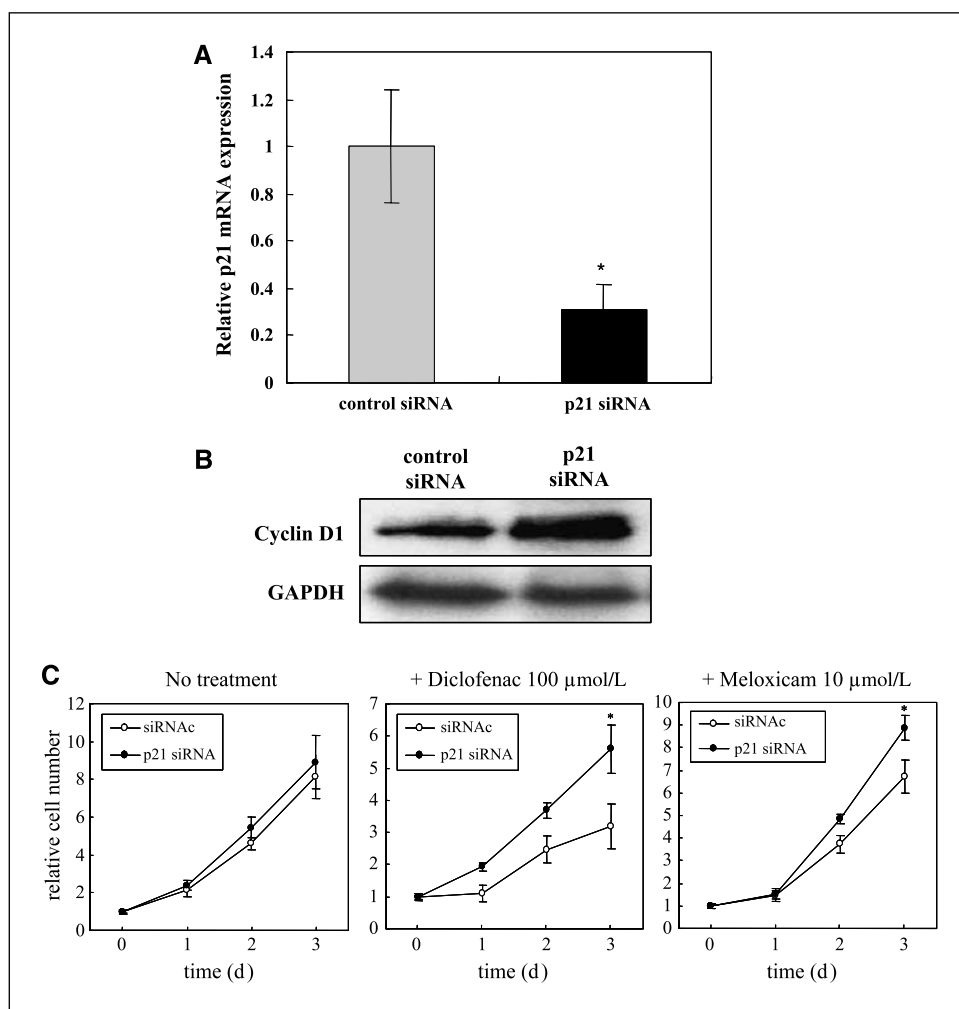 A
1.4
1.2
1
0.8
0.6
0.4
0.2
0
Relative p21 mRNA expression
*
control siRNA p21 siRNA
B
control siRNA
p21 siRNA
Cyclin D1
GAPDH
C
No treatment
12
10
8
6
4
2
0
relative cell number
siRNAc
p21 siRNA
0 1 2 3
time (d)
+ Diclofenac 100 µmol/L
7
6
5
4
3
2
1
0
siRNAc
p21 siRNA
*
0 1 2 3
time (d)
+ Meloxicam 10 µmol/L
10
9
8
7
6
5
4
3
2
1
0
siRNAc
p21 siRNA
*
0 1 2 3
time (d)